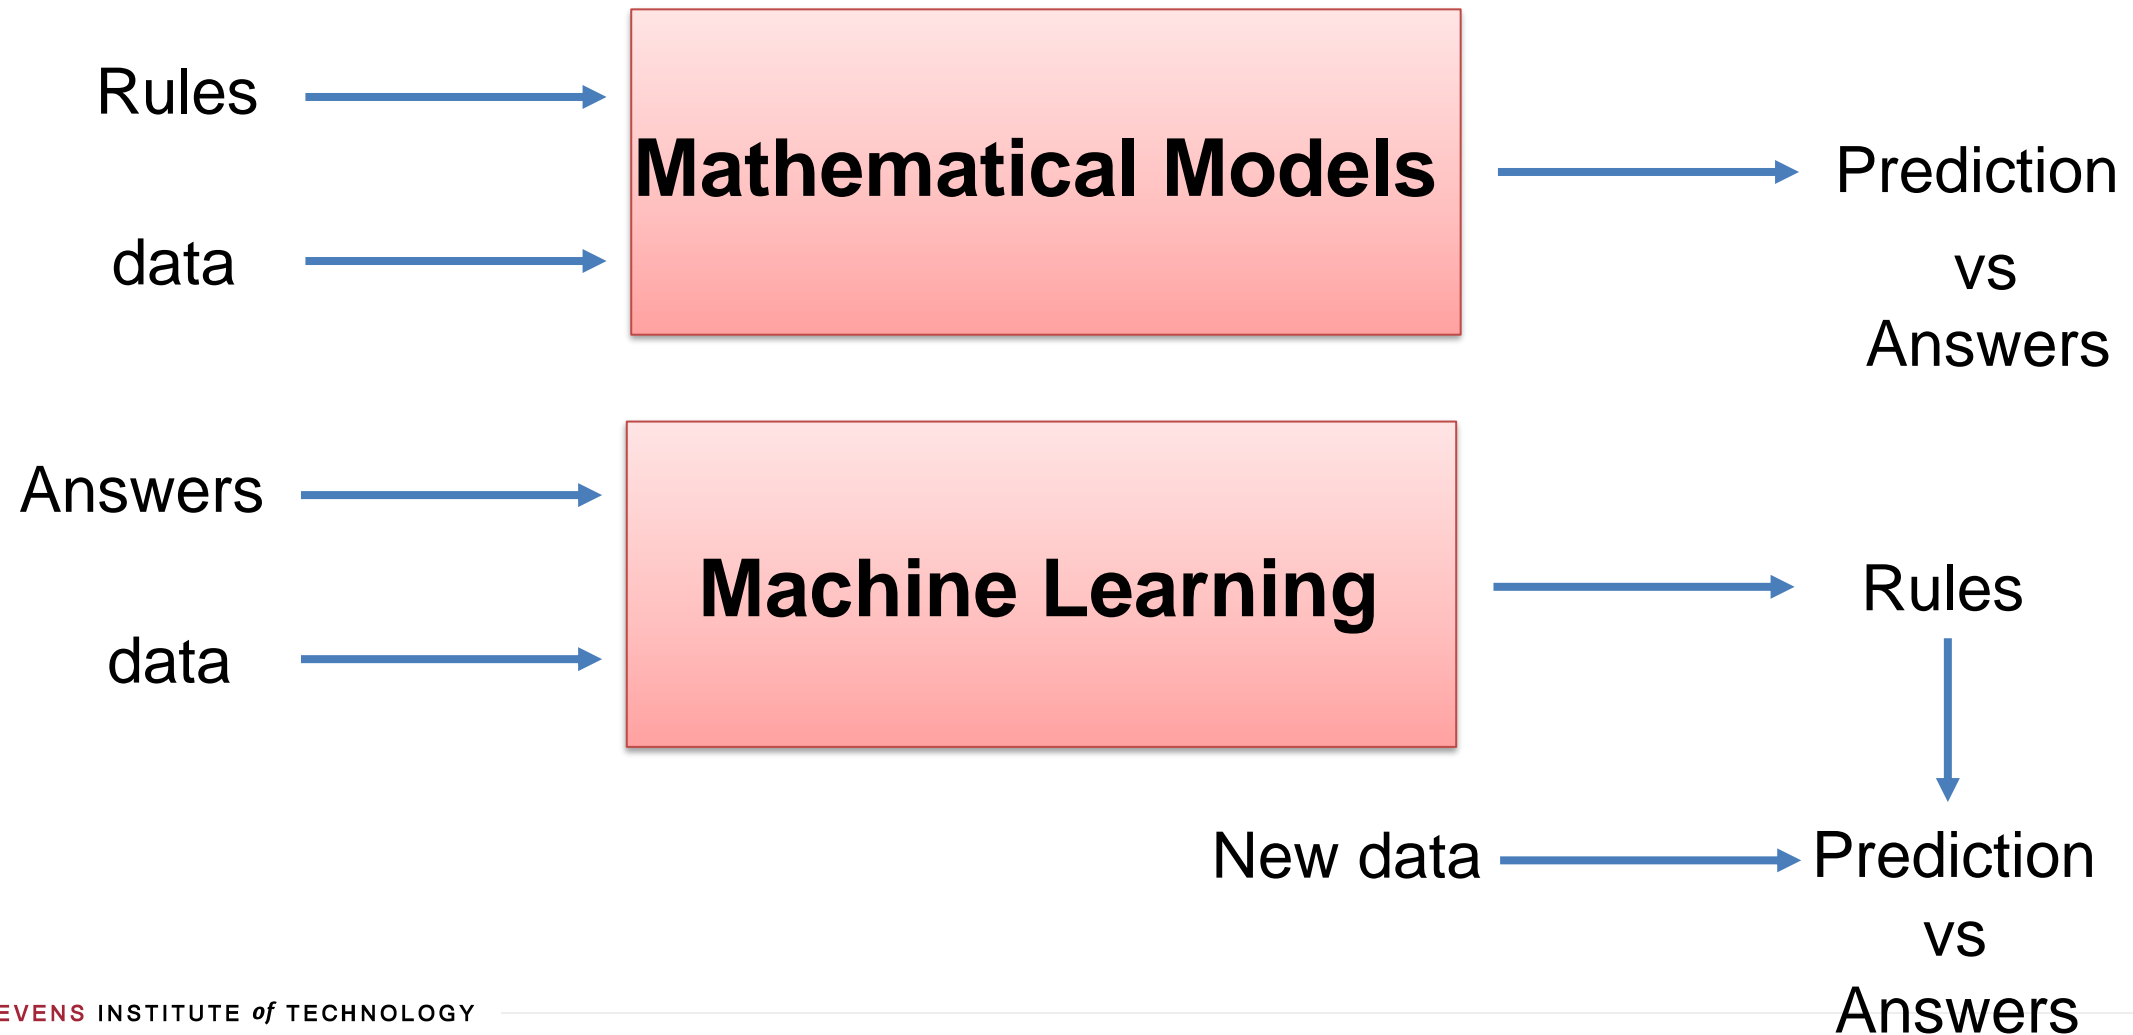 Rules
data
Mathematical Models
Prediction
vs
Answers
Answers
data
Machine Learning
Rules
New data
Prediction
vs
Answers
EVENS INSTITUTE of TECHNOLOGY